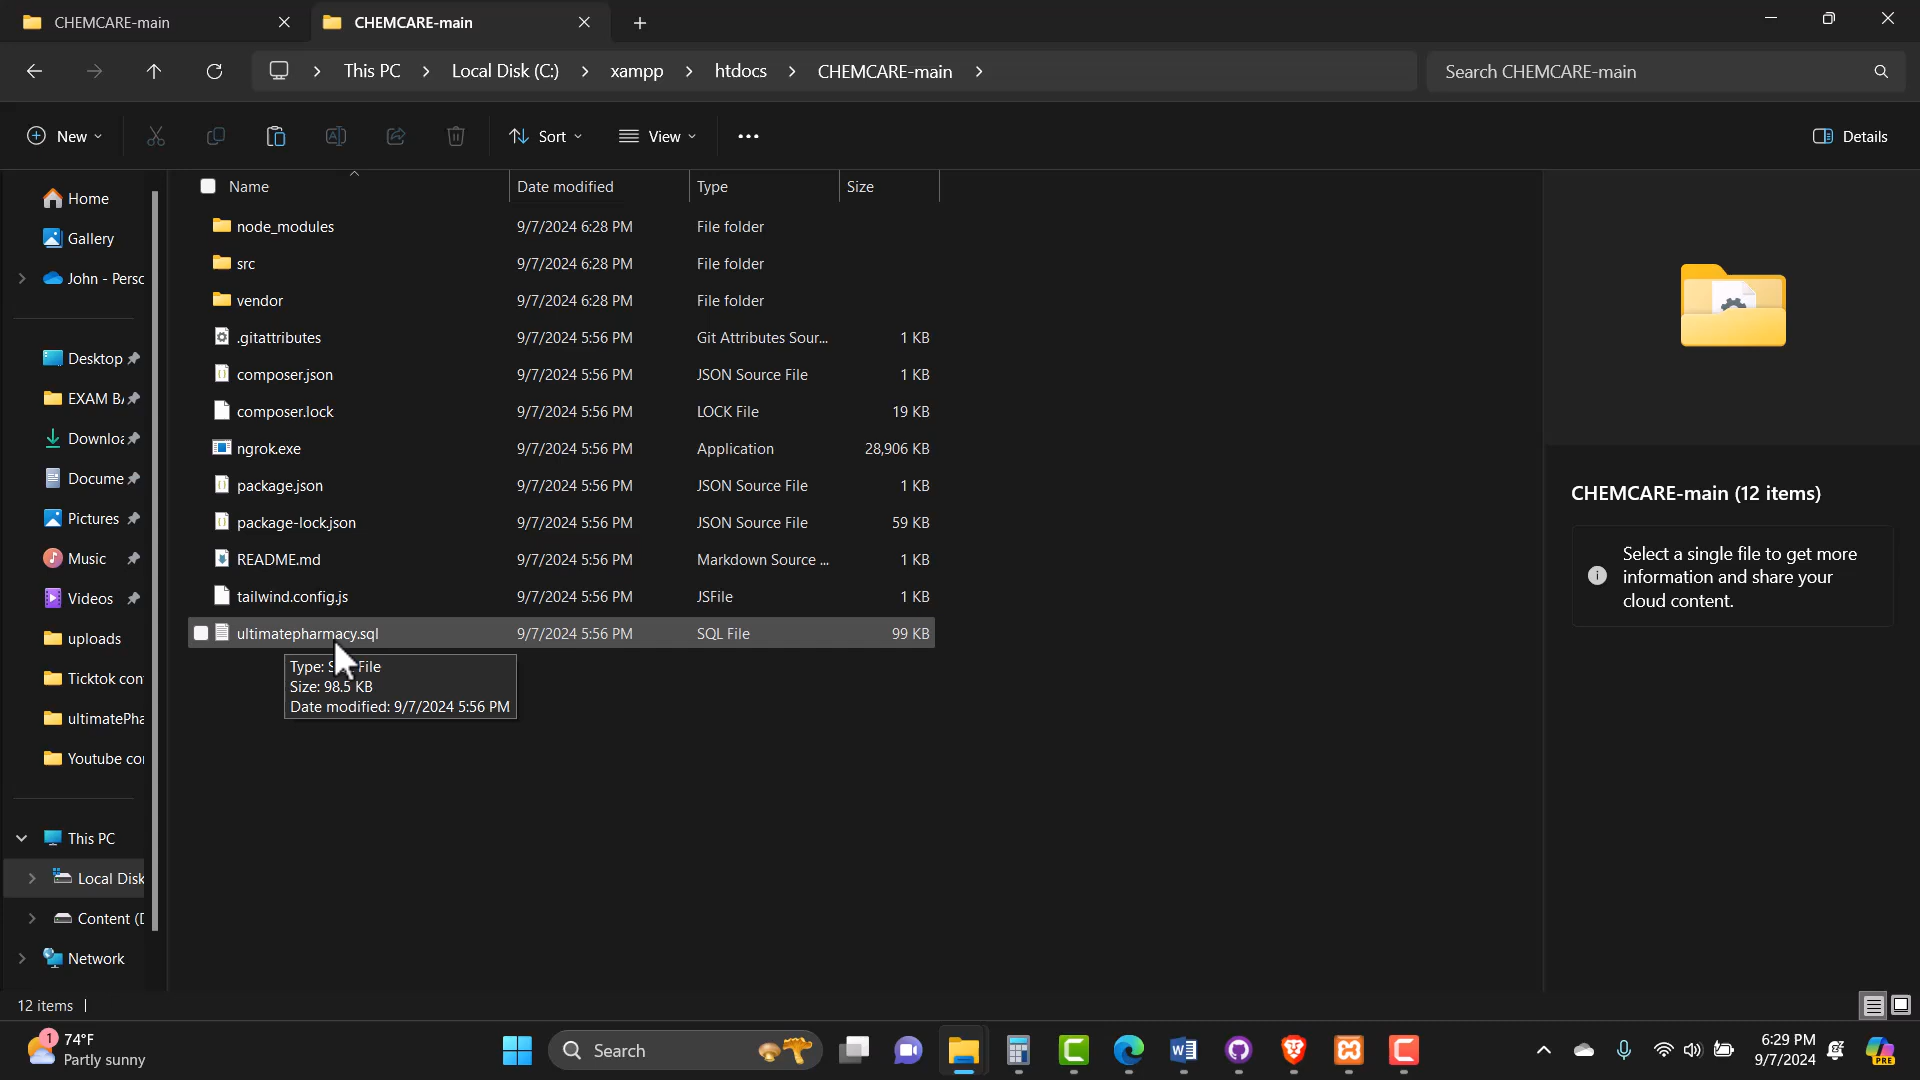 CHEMCARE-main
CHEMCARE-main
This PC > Local Disk (C:) > xampp > htdocs > CHEMCARE-main >
Search CHEMCARE-main
New
Sort
View
Details
Name Date modified Type Size
node_modules 9/7/2024 6:28 PM File folder
src 9/7/2024 6:28 PM File folder
vendor 9/7/2024 6:28 PM File folder
.gitattributes 9/7/2024 5:56 PM Git Attributes Sour... 1 KB
composer.json 9/7/2024 5:56 PM JSON Source File 1 KB
composer.lock 9/7/2024 5:56 PM LOCK File 19 KB
ngrok.exe 9/7/2024 5:56 PM Application 28,906 KB
package.json 9/7/2024 5:56 PM JSON Source File 1 KB
package-lock.json 9/7/2024 5:56 PM JSON Source File 59 KB
README.md 9/7/2024 5:56 PM Markdown Source ... 1 KB
tailwind.config.js 9/7/2024 5:56 PM JSFile 1 KB
ultimatepharmacy.sql 9/7/2024 5:56 PM SQL File 99 KB
Type: S File
Size: 98.5 KB
Date modified: 9/7/2024 5:56 PM
Home
Gallery
John - Persc
Desktop
EXAM B
Downloa
Docume
Pictures
Music
Videos
uploads
Ticktok con
ultimatePha
Youtube co
This PC
Local Disk
Content (D
Network
CHEMCARE-main (12 items)
Select a single file to get more
information and share your
cloud content.
12 items
1
74°F
Partly sunny
Search
PRE
6:29 PM
9/7/2024